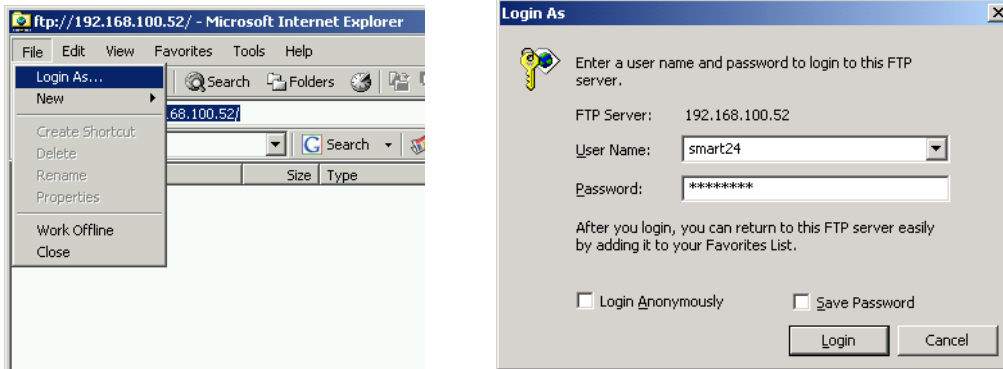 ftp://192.168.100.52/ - Microsoft Internet Explorer
File Edit View Favorites Tools Help
Login As...
Search Folders
New
.68.100.52/
Create Shortcut
Search
Delete
Rename
Size Type
Properties
Work Offline
Close
Login As
Enter a user name and password to login to this FTP
server.
FTP Server: 192.168.100.52
User Name: smart24
Password: ********
After you login, you can return to this FTP server easily
by adding it to your Favorites List.
Login Anonymously Save Password
Login Cancel